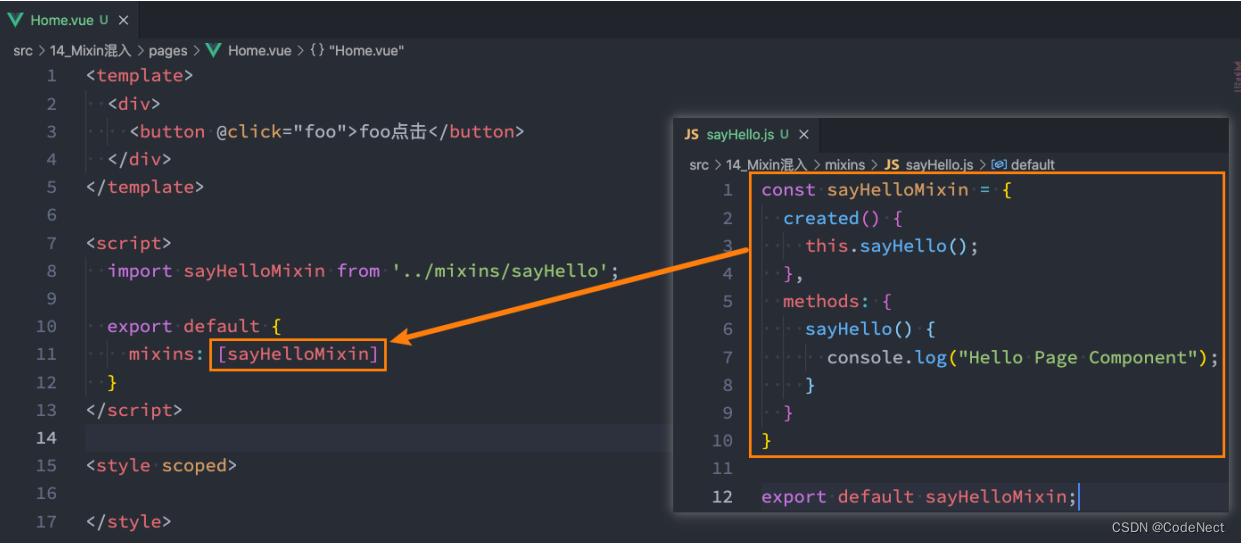 Home.vue U ×
src > 14_Mixin混入 > pages > Home.vue > {} "Home.vue"
1 <template>
2 <div>
3 <button @click="foo">foo点击</button>
4 </div>
5 </template>
6
7 <script>
8 import sayHelloMixin from '../mixins/sayHello';
9
10 export default {
11 mixins: [sayHelloMixin]
12 }
13 </script>
14
15 <style scoped>
16
17 </style>
JS sayHello.js U ×
src > 14_Mixin混入 > mixins > JS sayHello.js > default
1 const sayHelloMixin = {
2 created() {
3 this.sayHello();
4 },
5 methods: {
6 sayHello() {
7 console.log("Hello Page Component");
8 }
9 }
10 }
11
12 export default sayHelloMixin;
CSDN @CodeNect